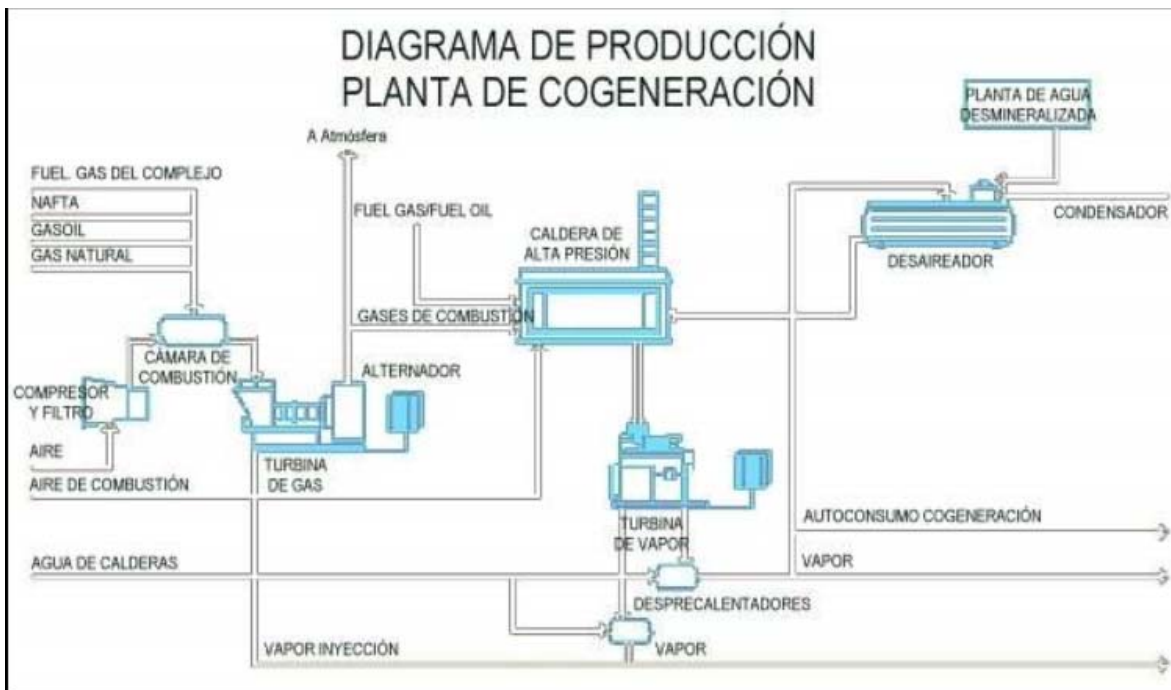 DIAGRAMA DE PRODUCCIÓN
PLANTA DE COGENERACIÓN
PLANTA DE AGUA
DESMINERALIZADA
A Atmósfera
FUEL. GAS DEL COMPLEJO
NAFTA
GASOIL
GAS NATURAL
FUEL GAS/FUEL OIL
CALDERA DE
ALTA PRESIÓN
CONDENSADOR
DESAIREADOR
GASES DE COMBUSTIÓN
CÁMARA DE
COMBUSTIÓN
ALTERNADOR
COMPRESOR
Y FILTRO
AIRE
AIRE DE COMBUSTIÓN
TURBINA
DE GAS
TURBINA
DE VAPOR
AUTOCONSUMO COGENERACIÓN
AGUA DE CALDERAS
VAPOR
DESPRECALENTADORES
VAPOR INYECCIÓN
VAPOR